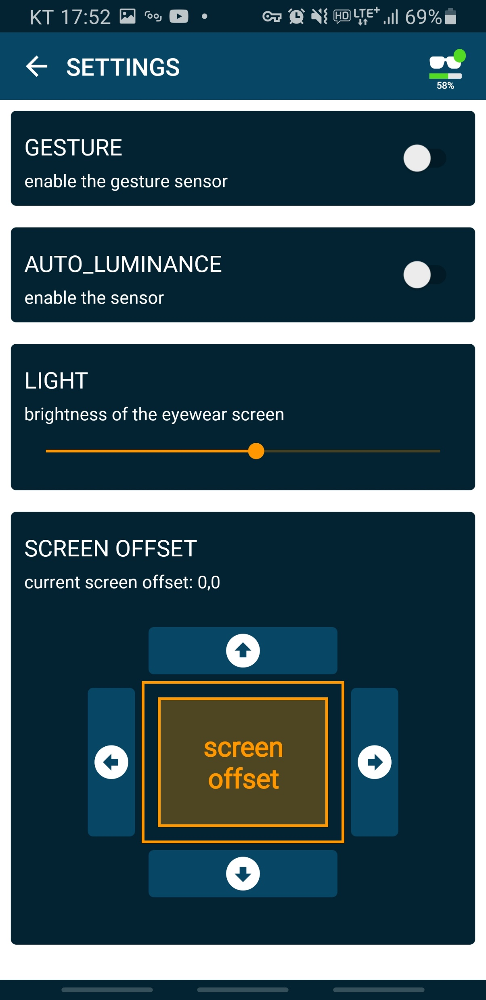 KT 17:52 HD LTE+ 69%
SETTINGS
58%
GESTURE
enable the gesture sensor
AUTO_LUMINANCE
enable the sensor
LIGHT
brightness of the eyewear screen
SCREEN OFFSET
current screen offset: 0,0
screen
offset